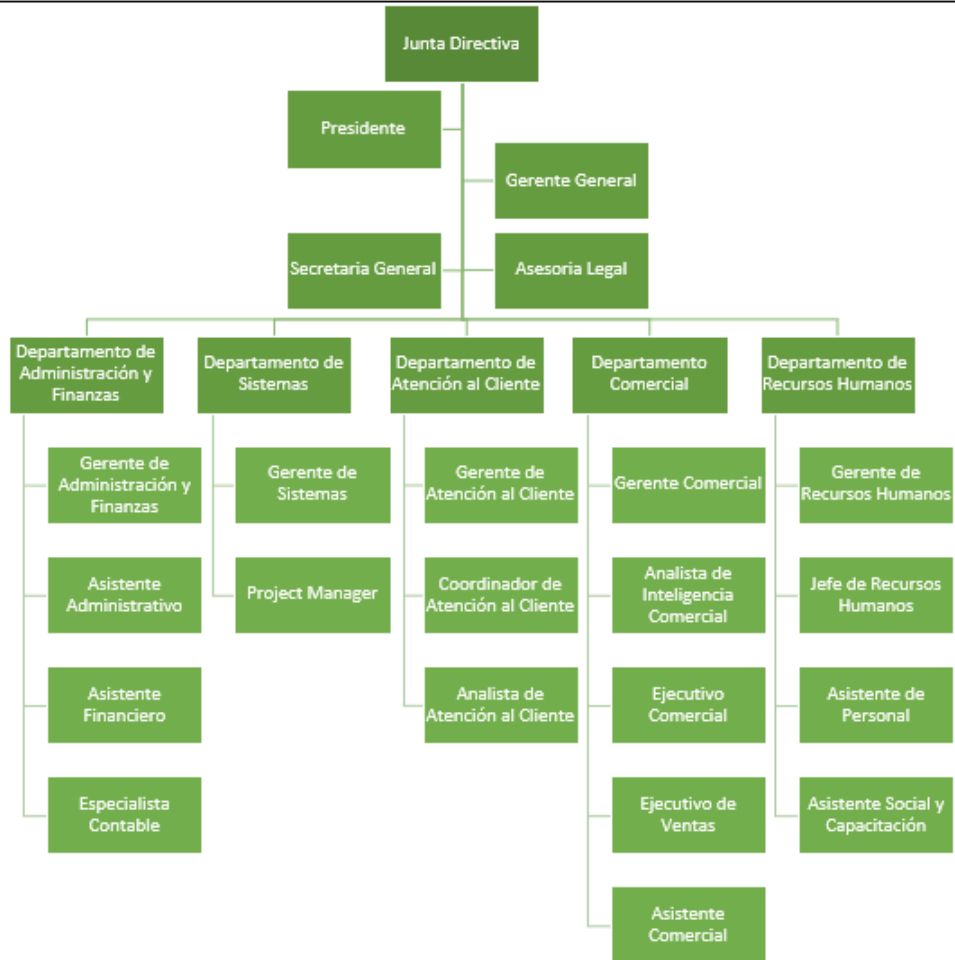 Junta Directiva
Presidente
Gerente General
Secretaria General
Asesoria Legal
Departamento de
Administración y
Finanzas
Departamento de
Sistemas
Departamento de
Atención al Cliente
Departamento
Comercial
Departamento de
Recursos Humanos
Gerente de
Administración y
Finanzas
Asistente
Administrativo
Asistente
Financiero
Especialista
Contable
Gerente de
Sistemas
Project Manager
Gerente de
Atención al Cliente
Coordinador de
Atención al Cliente
Analista de
Atención al Cliente
Gerente Comercial
Analista de
Inteligencia
Comercial
Ejecutivo
Comercial
Ejecutivo de
Ventas
Asistente
Comercial
Gerente de
Recursos Humanos
Jefe de Recursos
Humanos
Asistente de
Personal
Asistente Social y
Capacitación